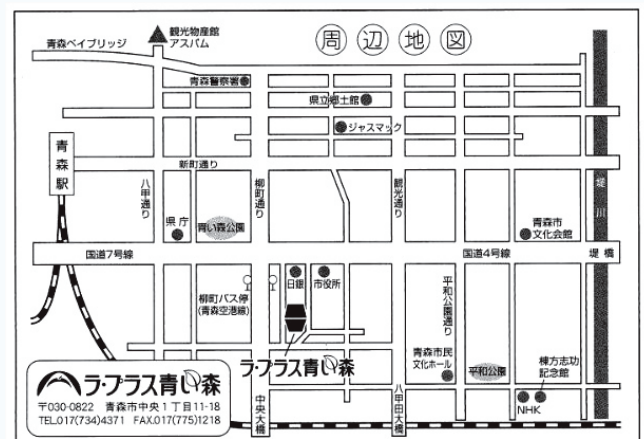 周辺地図
観光物産館
アスパム
青森ベイブリッジ
青森警察署
県立郷土館
ジャスマック
青森駅
新町通り
八甲通り
柳町通り
観光通り
堤川
県庁
青い森公園
青森市
文化会館
国道7号線
国道4号線
堤橋
日銀
市役所
柳町バス停
(青森空港線)
平和公園通り
ラ・プラス青い森
青森市民
文化ホール
平和公園
棟方志功
記念館
NHK
中央大橋
八甲田大橋
ラ・プラス青い森
〒030-0822 青森市中央1丁目11-18
TEL.017(734)4371 FAX.017(775)1218